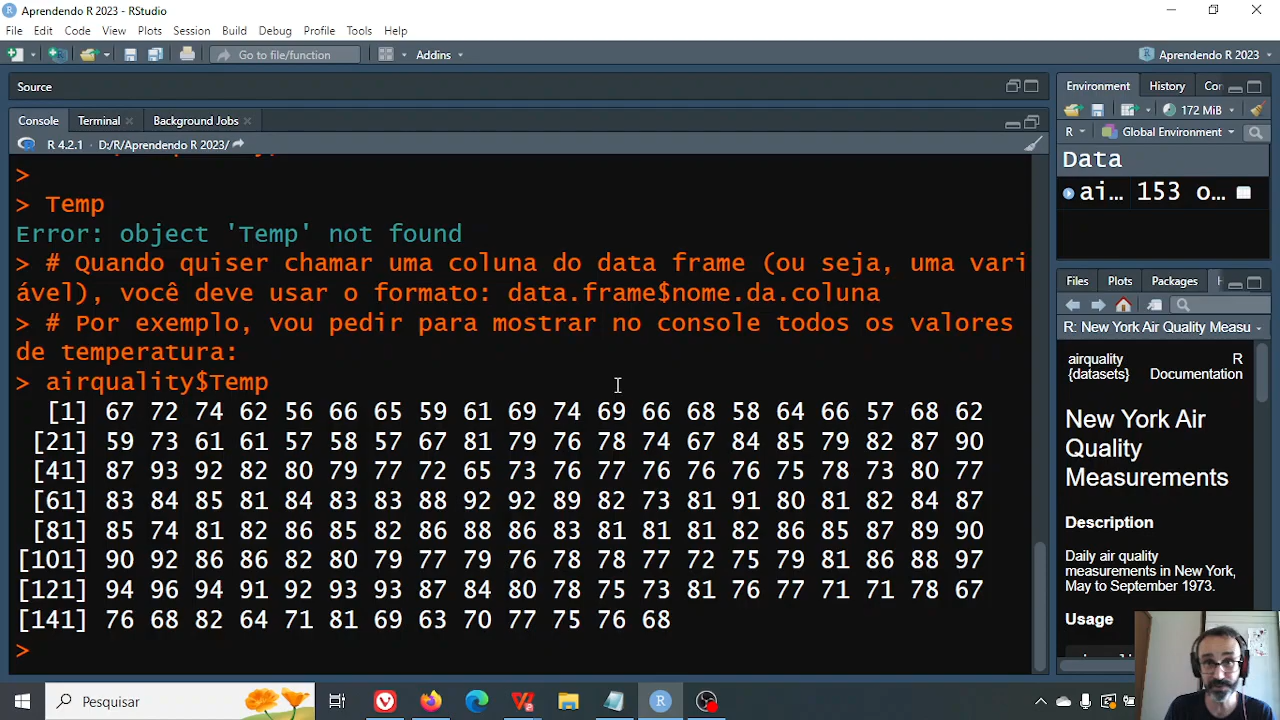 Aprendendo R 2023 - RStudio
File Edit Code View Plots Session Build Debug Profile Tools Help
Go to file/function Addins Aprendendo R 2023
Source
Environment History
Console Terminal Background Jobs
172 MiB
R 4.2.1 · D:/R/Aprendendo R 2023/
R Global Environment
>
> Temp
Error: object 'Temp' not found
> # Quando quiser chamar uma coluna do data frame (ou seja, uma vari
ável), você deve usar o formato: data.frame$nome.da.coluna
> # Por exemplo, vou pedir para mostrar no console todos os valores
de temperatura:
> airquality$Temp
[1] 67 72 74 62 56 66 65 59 61 69 74 69 66 68 58 64 66 57 68 62
[21] 59 73 61 61 57 58 57 67 81 79 76 78 74 67 84 85 79 82 87 90
[41] 87 93 92 82 80 79 77 72 65 73 76 77 76 76 76 75 78 73 80 77
[61] 83 84 85 81 84 83 83 88 92 92 89 82 73 81 91 80 81 82 84 87
[81] 85 74 81 82 86 85 82 86 88 86 83 81 81 81 82 86 85 87 89 90
[101] 90 92 86 86 82 80 79 77 79 76 78 78 77 72 75 79 81 86 88 97
[121] 94 96 94 91 92 93 93 87 84 80 78 75 73 81 76 77 71 71 78 67
[141] 76 68 82 64 71 81 69 63 70 77 75 76 68
>
Data
ai... 153 o...
Files Plots Packages
R: New York Air Quality Measu
airquality R
{datasets} Documentation
New York Air
Quality
Measurements
Description
Daily air quality
measurements in New York,
May to September 1973.
Usage
Pesquisar